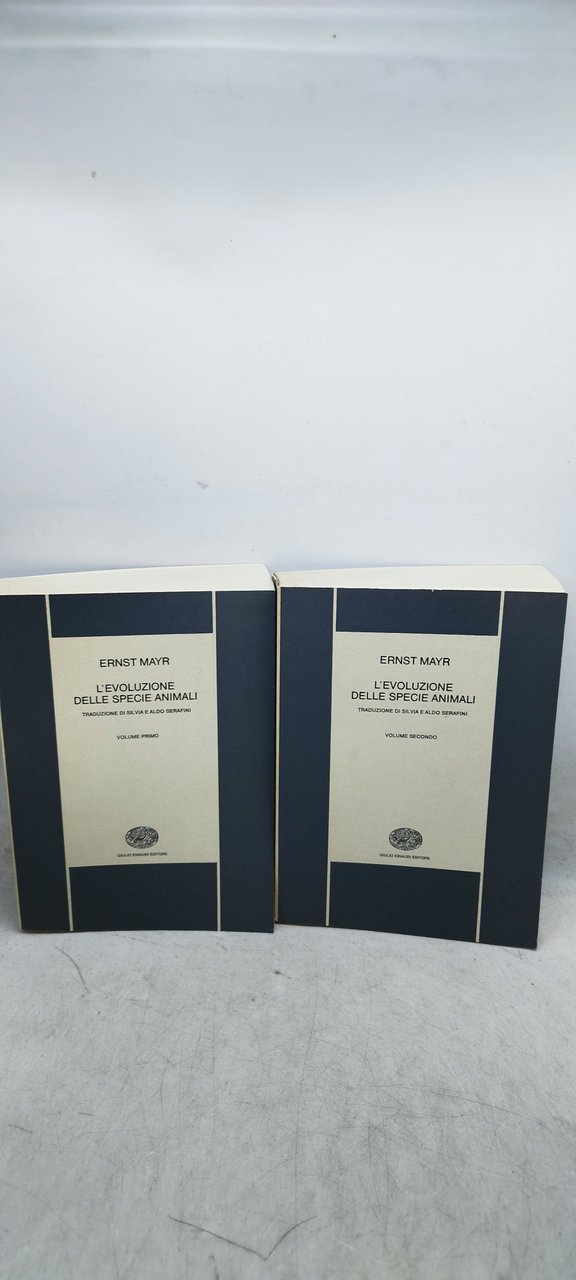 ERNST MAYR
L'EVOLUZIONE
DELLE SPECIE ANIMALI
TRADUZIONE DI SILVIA E ALDO SERAFINI
VOLUME PRIMO
GIULIO EINAUDI EDITORE
ERNST MAYR
L'EVOLUZIONE
DELLE SPECIE ANIMALI
TRADUZIONE DI SILVIA E ALDO SERAFINI
VOLUME SECONDO
GIULIO EINAUDI EDITORE